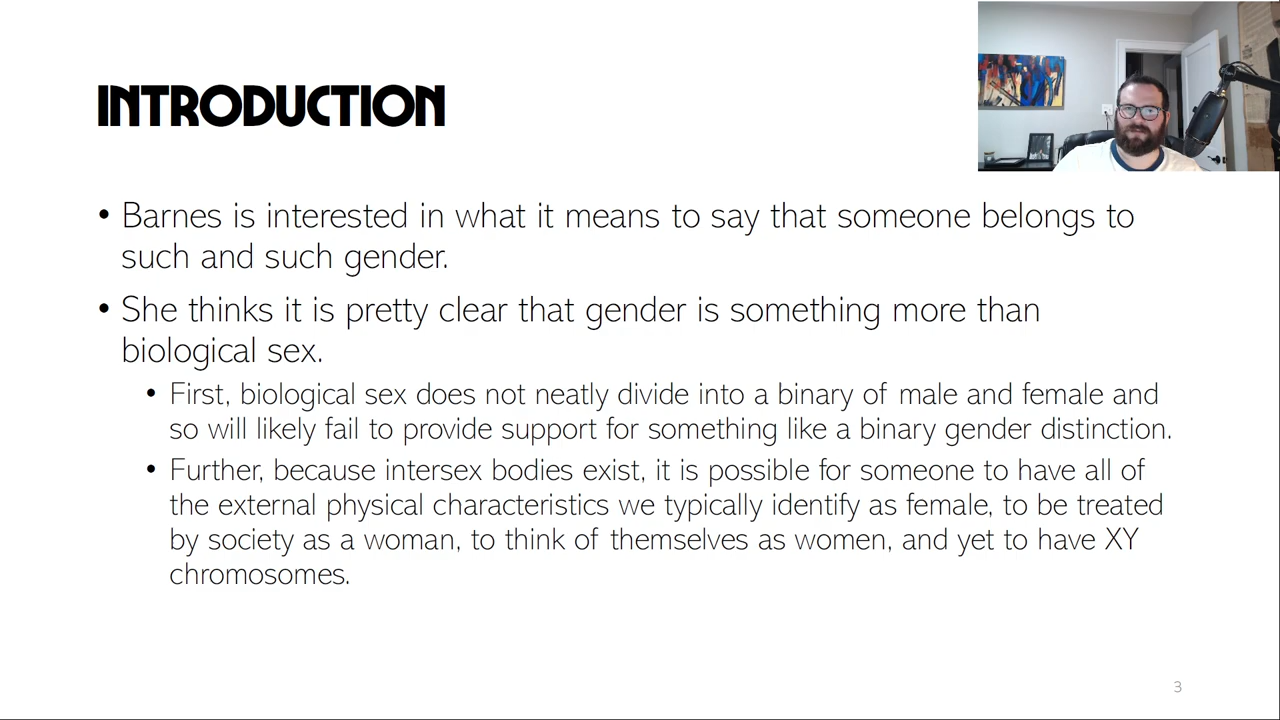 INTRODUCTION
• Barnes is interested in what it means to say that someone belongs to
such and such gender.
• She thinks it is pretty clear that gender is something more than
biological sex.
• First, biological sex does not neatly divide into a binary of male and female and
so will likely fail to provide support for something like a binary gender distinction.
• Further, because intersex bodies exist, it is possible for someone to have all of
the external physical characteristics we typically identify as female, to be treated
by society as a woman, to think of themselves as women, and yet to have XY
chromosomes.
3